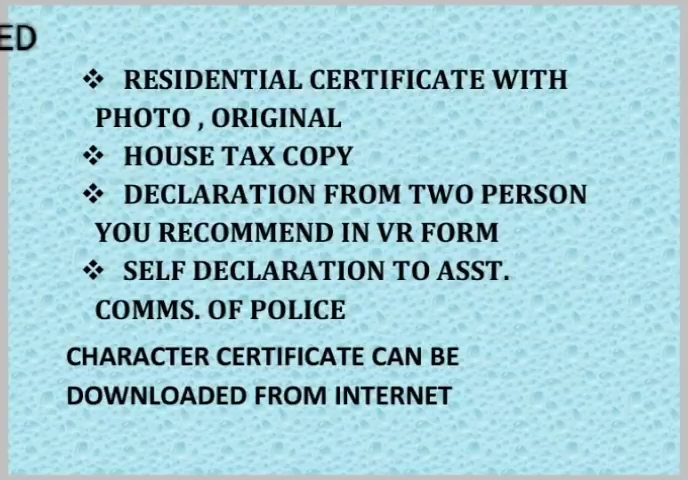 ED
❖ RESIDENTIAL CERTIFICATE WITH
PHOTO , ORIGINAL
❖ HOUSE TAX COPY
❖ DECLARATION FROM TWO PERSON
YOU RECOMMEND IN VR FORM
❖ SELF DECLARATION TO ASST.
COMMS. OF POLICE
CHARACTER CERTIFICATE CAN BE
DOWNLOADED FROM INTERNET